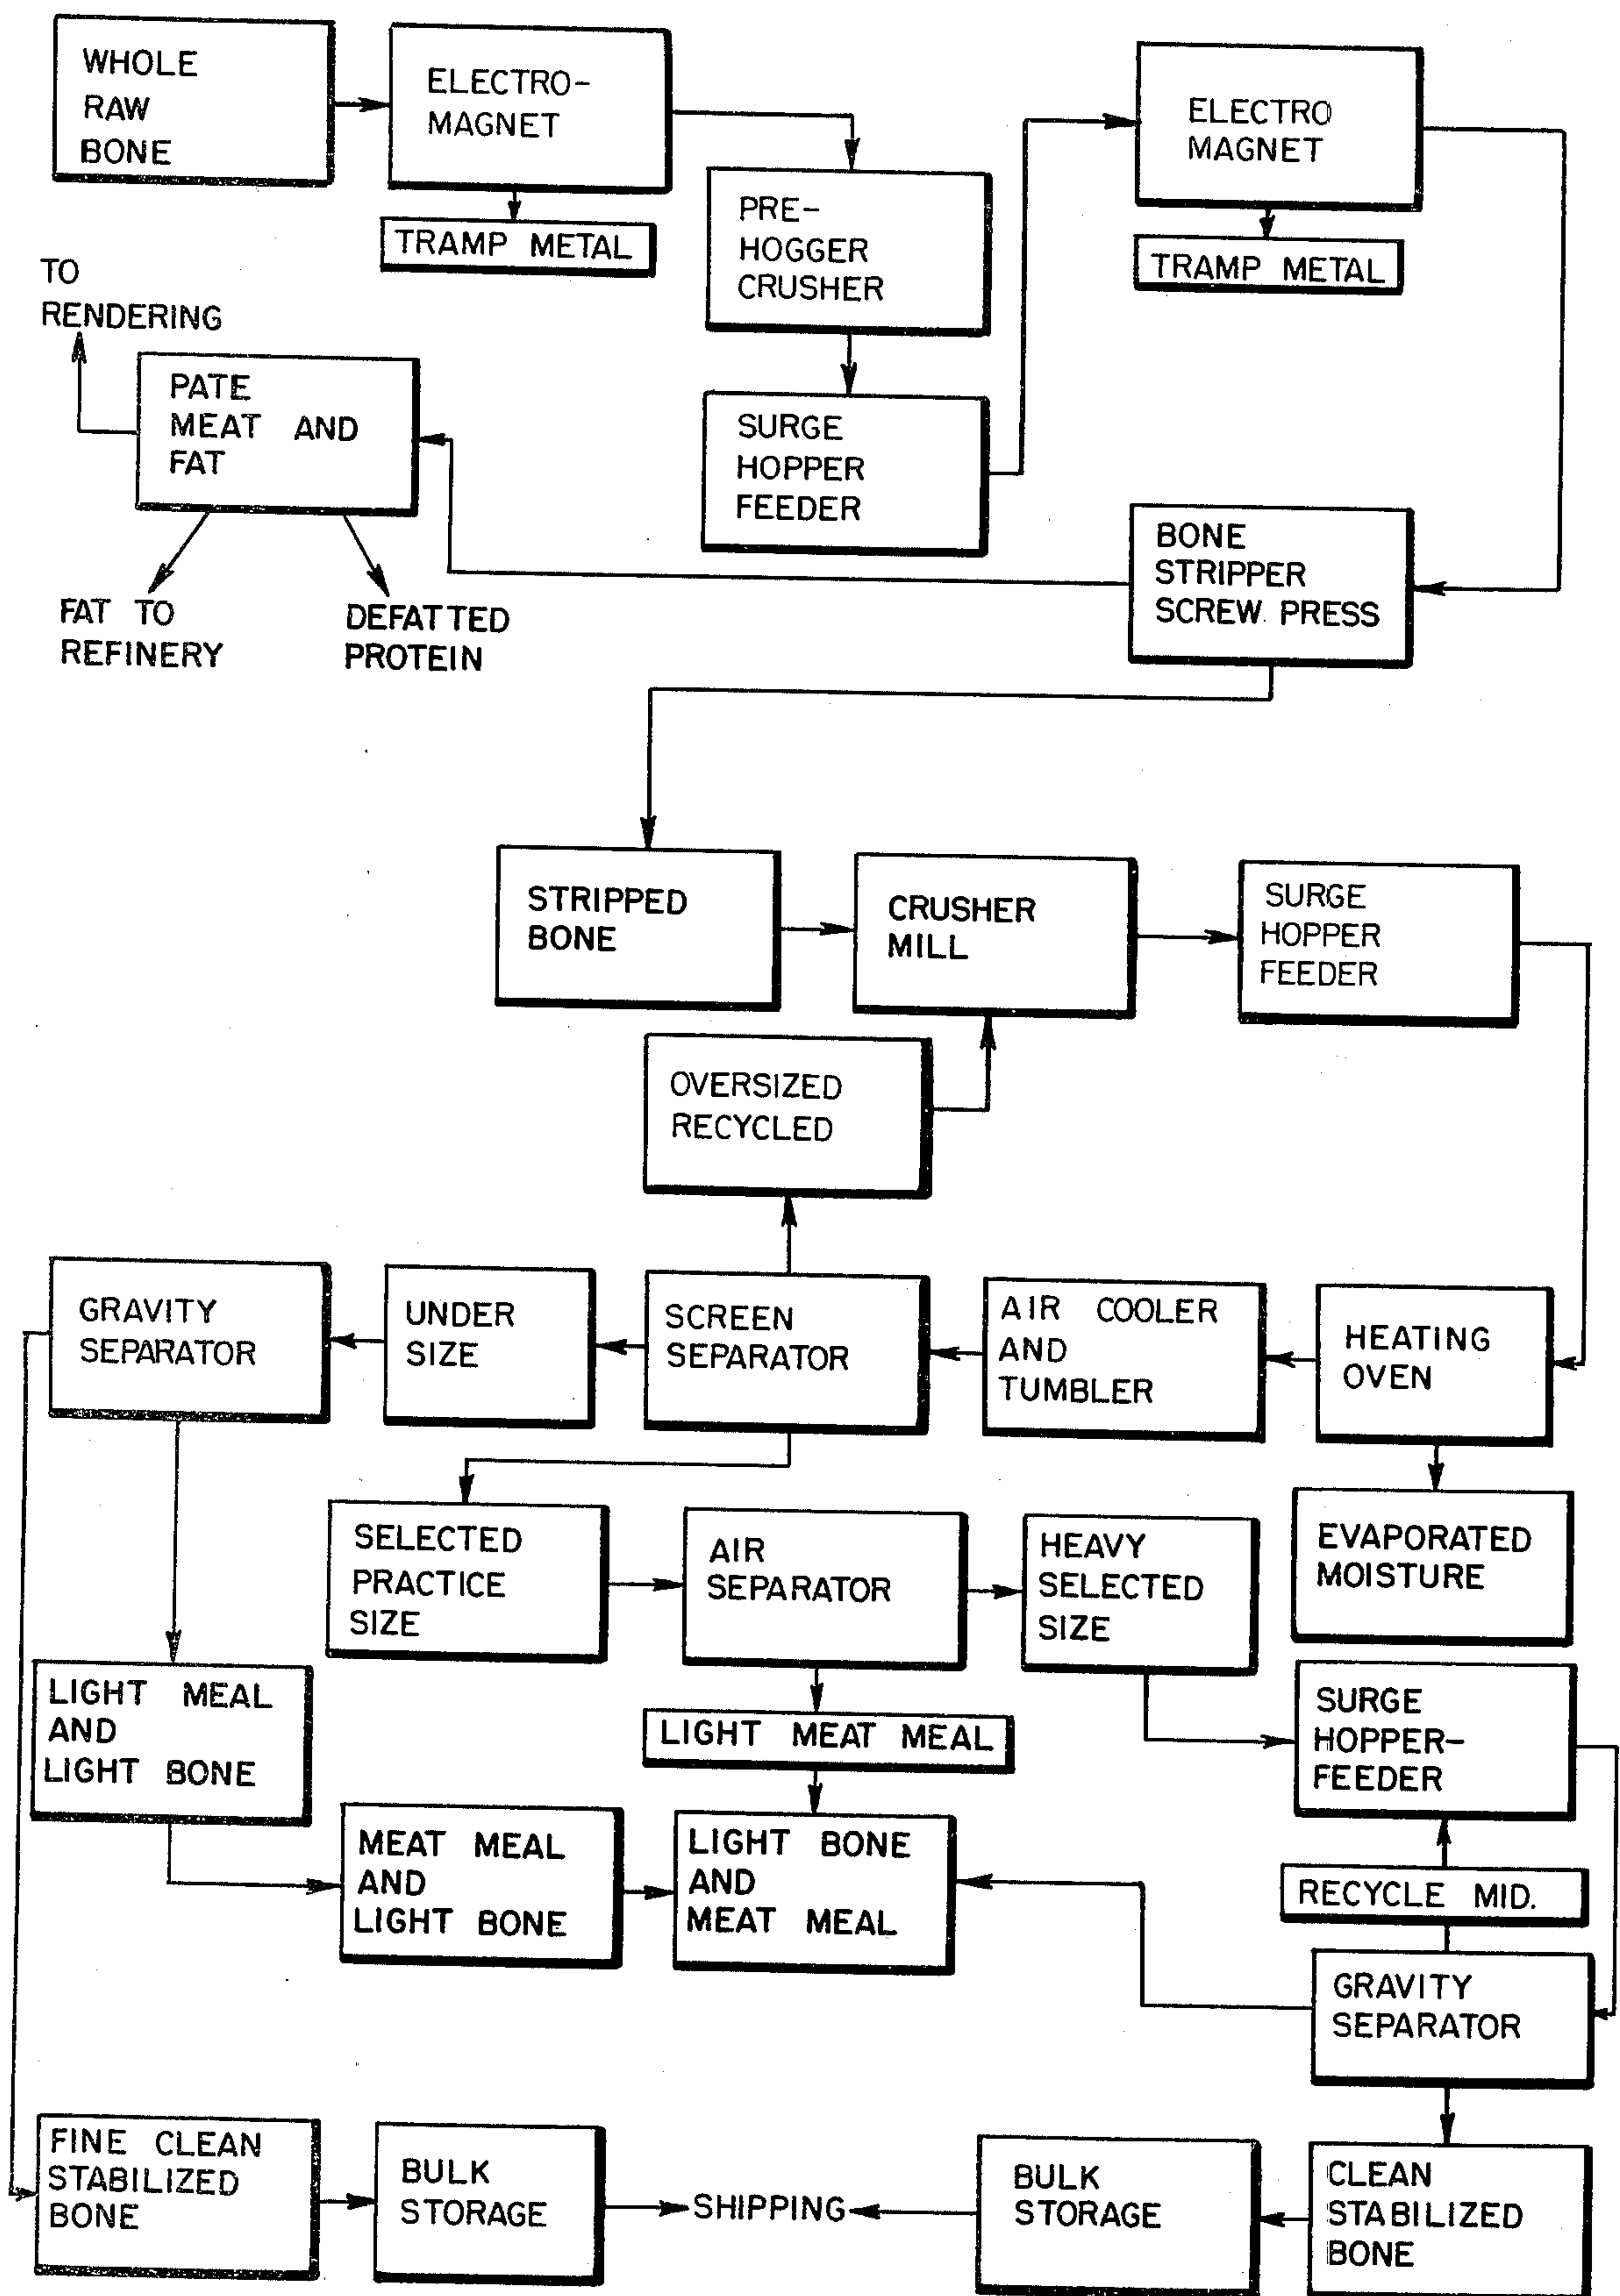 WHOLE
RAW
BONE
ELECTRO-
MAGNET
TRAMP METAL
PRE-
HOGGER
CRUSHER
SURGE
HOPPER
FEEDER
ELECTRO
MAGNET
TRAMP METAL
TO
RENDERING
PATE
MEAT AND
FAT
FAT TO
REFINERY
DEFATTED
PROTEIN
BONE
STRIPPER
SCREW PRESS
STRIPPED
BONE
CRUSHER
MILL
SURGE
HOPPER
FEEDER
OVERSIZED
RECYCLED
GRAVITY
SEPARATOR
UNDER
SIZE
SCREEN
SEPARATOR
AIR COOLER
AND
TUMBLER
HEATING
OVEN
SELECTED
PRACTICE
SIZE
AIR
SEPARATOR
HEAVY
SELECTED
SIZE
EVAPORATED
MOISTURE
LIGHT MEAL
AND
LIGHT BONE
LIGHT MEAT MEAL
SURGE
HOPPER-
FEEDER
MEAT MEAL
AND
LIGHT BONE
LIGHT BONE
AND
MEAT MEAL
RECYCLE MID.
GRAVITY
SEPARATOR
FINE CLEAN
STABILIZED
BONE
BULK
STORAGE
SHIPPING
BULK
STORAGE
CLEAN
STABILIZED
BONE